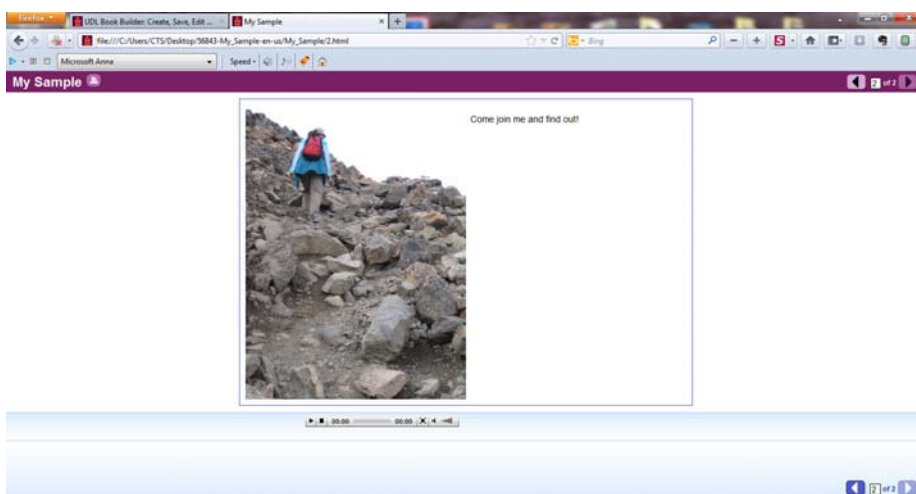 Firefox
UDL Book Builder: Create, Save, Edit ...
My Sample
file:///C:/Users/CTS/Desktop/56843-My_Sample-en-us/My_Sample/2.html
Bing
Microsoft Anna
Speed
My Sample
2 of 2
Come join me and find out!
00:00 00:00
2 of 2